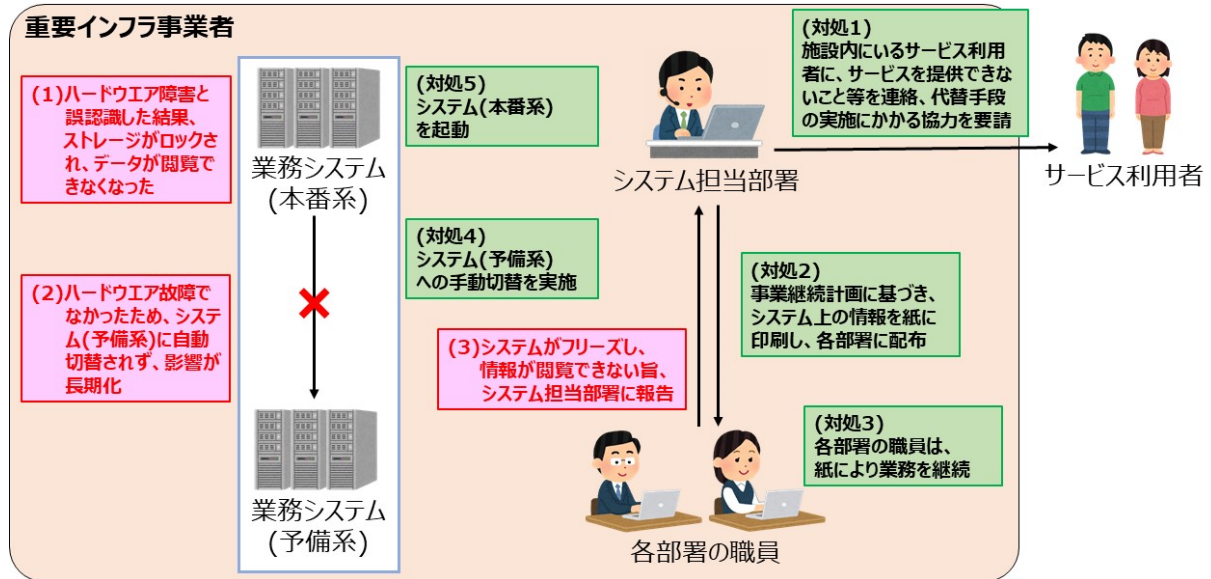 重要インフラ事業者
(1)ハードウエア障害と
誤認識した結果、
ストレージがロックさ
れ、データが閲覧で
きなくなった
業務システム
(本番系)
(対処5)
システム(本番系)
を起動
システム担当部署
(対処1)
施設内にいるサービス利用
者に、サービスを提供できな
いこと等を連絡、代替手段
の実施にかかる協力を要請
サービス利用者
(2)ハードウエア故障で
なかったため、システ
ム(予備系)に自動
切替されず、影響が
長期化
(対処4)
システム(予備系)
への手動切替を実施
(3)システムがフリーズし、
情報が閲覧できない旨、
システム担当部署に報告
(対処2)
事業継続計画に基づき、
システム上の情報を紙に
印刷し、各部署に配布
(対処3)
各部署の職員は、
紙により業務を継続
業務システム
(予備系)
各部署の職員